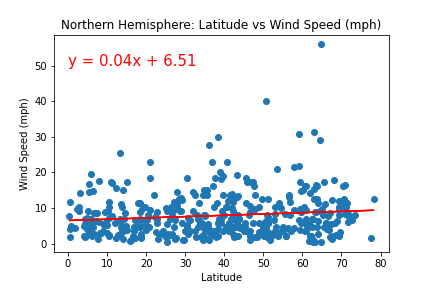 Northern Hemisphere: Latitude vs Wind Speed (mph)
y = 0.04x + 6.51
Wind Speed (mph)
50
40
30
20
10
0
0 10 20 30 40 50 60 70 80
Latitude